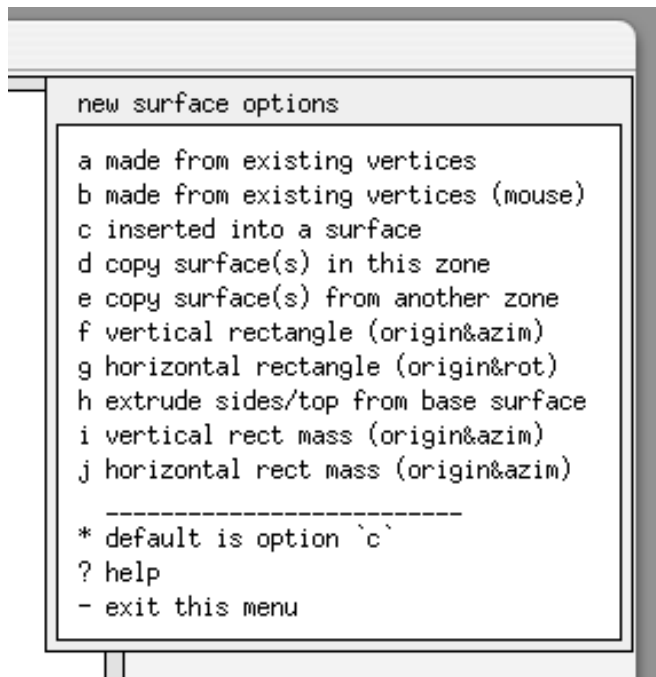 new surface options
a made from existing vertices
b made from existing vertices (mouse)
c inserted into a surface
d copy surface(s) in this zone
e copy surface(s) from another zone
f vertical rectangle (origin&azim)
g horizontal rectangle (origin&rot)
h extrude sides/top from base surface
i vertical rect mass (origin&azim)
j horizontal rect mass (origin&azim)
__________________________
* default is option `c`
? help
- exit this menu